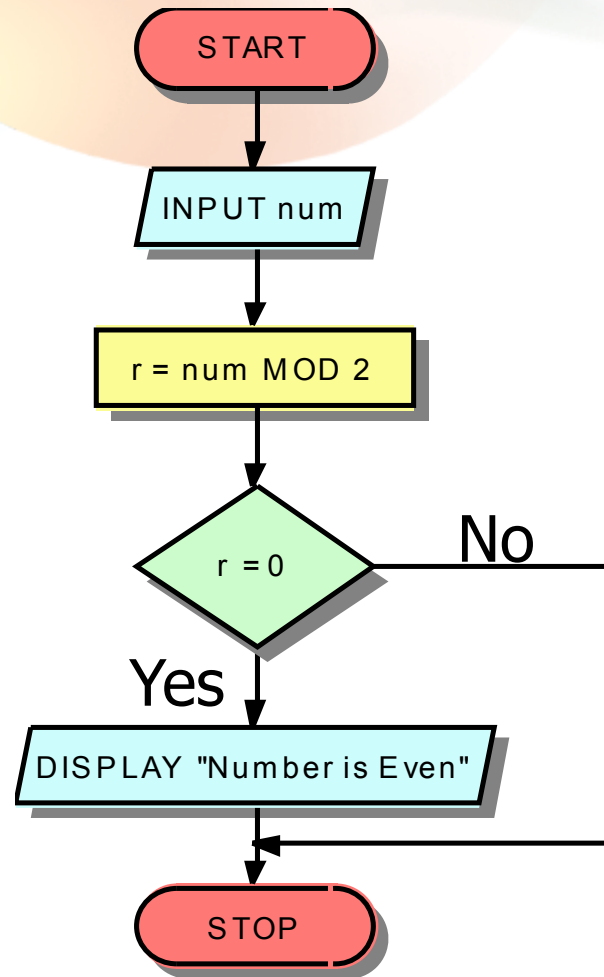 START
INPUT num
r = num MOD 2
r = 0
No
Yes
DISPLAY "Number is Even"
STOP